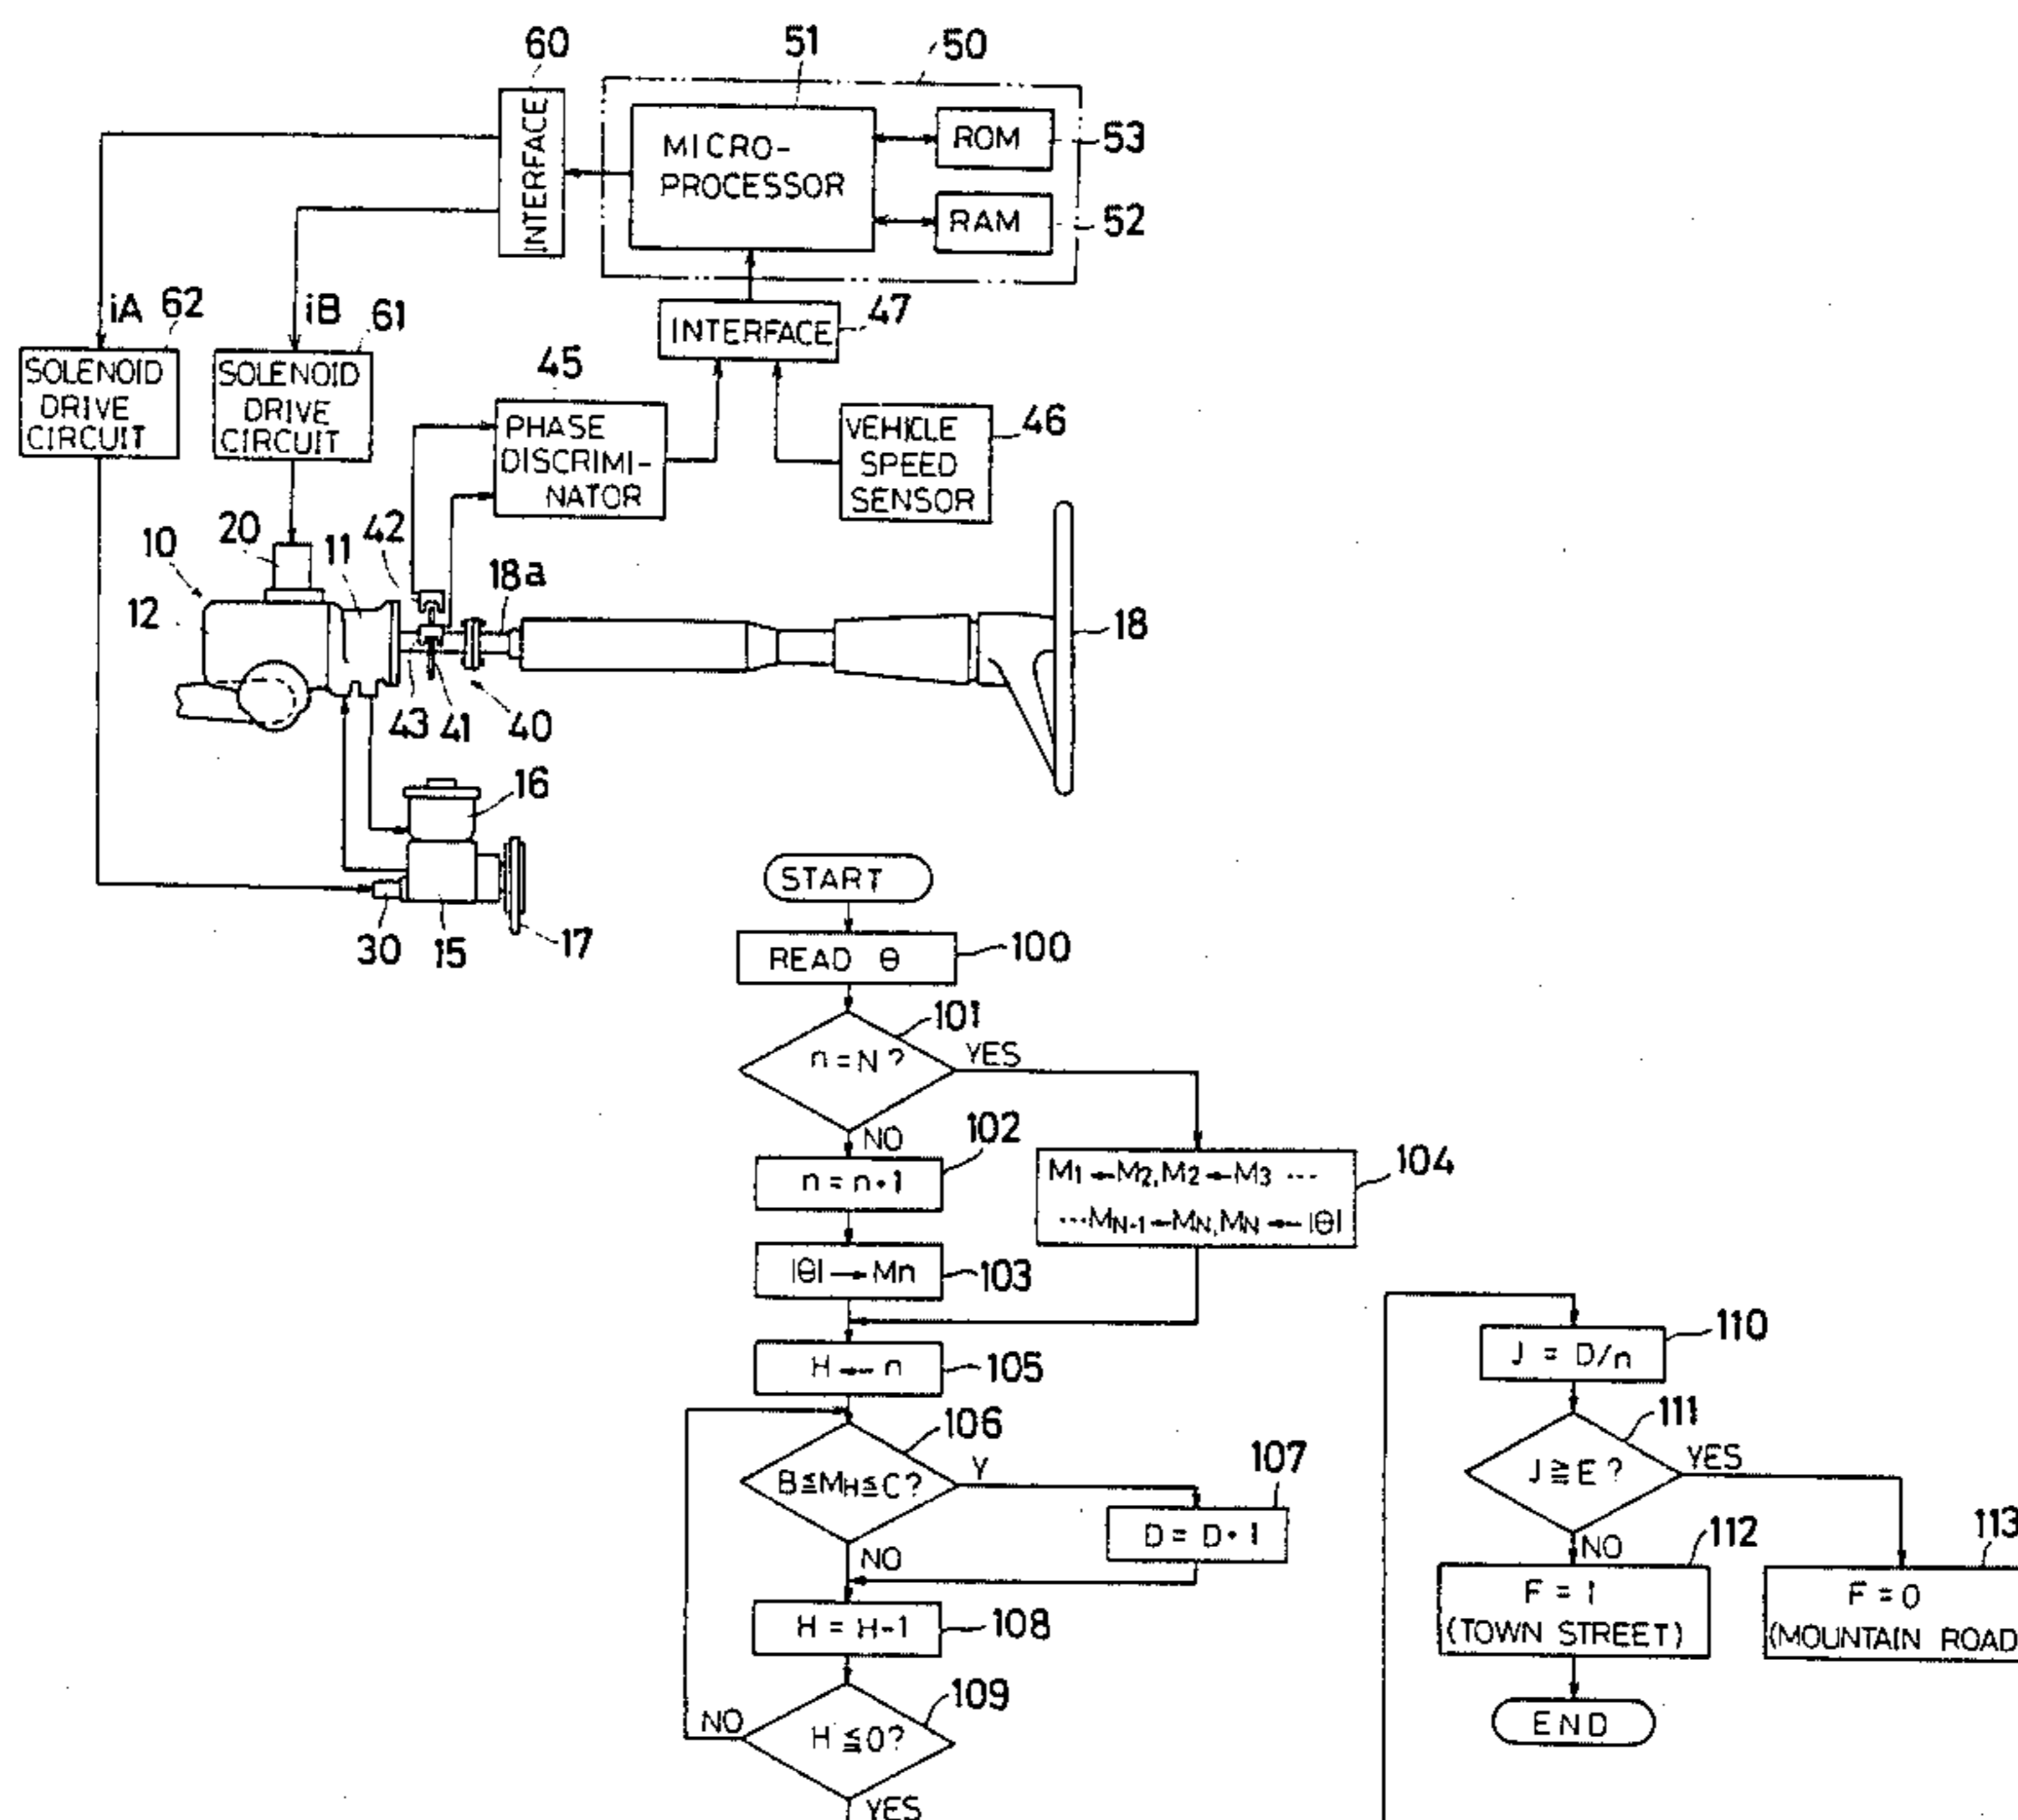 60
51
50
INTERFACE
MICRO-
PROCESSOR
ROM
53
RAM
52
iA
62
iB
61
INTERFACE
47
SOLENOID
DRIVE
CIRCUIT
SOLENOID
DRIVE
CIRCUIT
45
PHASE
DISCRIMI-
NATOR
VEHICLE
SPEED
SENSOR
46
10
20
11
42
18a
12
18
43
41
40
16
30
15
17
START
READ θ
100
101
n = N ?
YES
NO
102
n = n+1
M1 ← M2, M2 ← M3 ...
...MN-1 ← MN, MN ← |θ|
104
|θ| → Mn
103
H ← n
105
106
B ≦ MH ≦ C ?
Y
107
D = D+1
NO
H = H-1
108
109
H ≦ 0 ?
NO
YES
J = D/n
110
111
J ≧ E ?
YES
NO
112
F = 1
(TOWN STREET)
113
F = 0
(MOUNTAIN ROAD
END